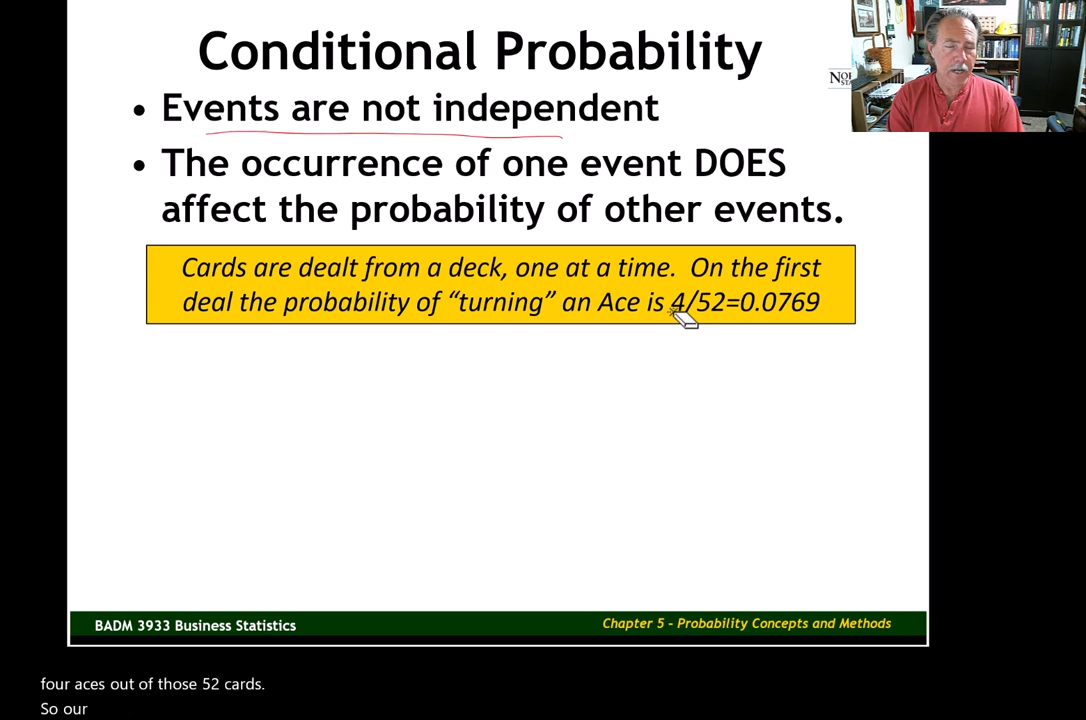 Conditional Probability
• Events are not independent
• The occurrence of one event DOES
affect the probability of other events.
Cards are dealt from a deck, one at a time. On the first
deal the probability of “turning” an Ace is 4/52=0.0769
BADM 3933 Business Statistics
Chapter 5 - Probability Concepts and Methods
four aces out of those 52 cards.
So our